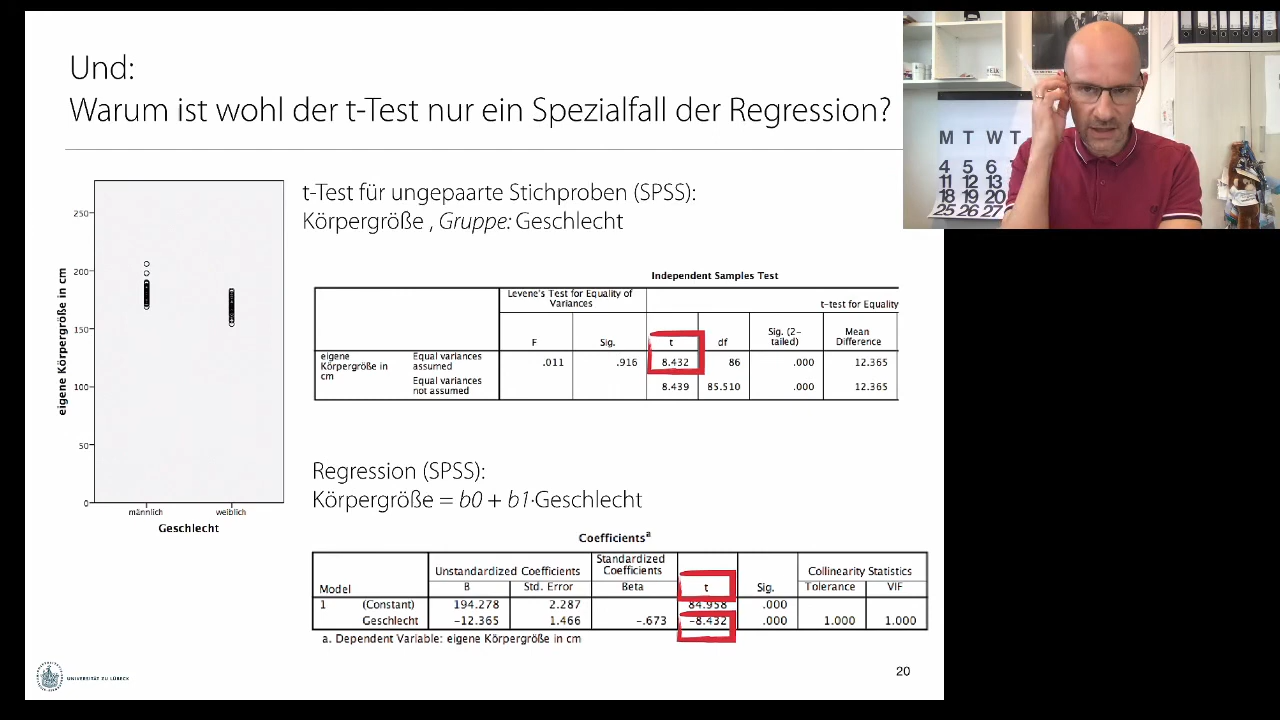 Und:
Warum ist wohl der t-Test nur ein Spezialfall der Regression?
t-Test für ungepaarte Stichproben (SPSS):
Körpergröße , Gruppe: Geschlecht
eigene Körpergröße in cm
250
200
150
100
50
0
männlich weiblich
Geschlecht
Independent Samples Test
Levene's Test for Equality of Variances
t-test for Equality
F Sig. t df Sig. (2-tailed) Mean Difference
eigene Körpergröße in cm
Equal variances assumed .011 .916 8.432 86 .000 12.365
Equal variances not assumed 8.439 85.510 .000 12.365
Regression (SPSS):
Körpergröße = b0 + b1·Geschlecht
Coefficientsa
Model
Unstandardized Coefficients
Standardized Coefficients
Collinearity Statistics
B Std. Error Beta t Sig. Tolerance VIF
1 (Constant) 194.278 2.287 84.958 .000
Geschlecht -12.365 1.466 -.673 -8.432 .000 1.000 1.000
a. Dependent Variable: eigene Körpergröße in cm
UNIVERSITÄT ZU LÜBECK
20
M T W T
4 5 6
11 12 13
18 19 20
25 26 27